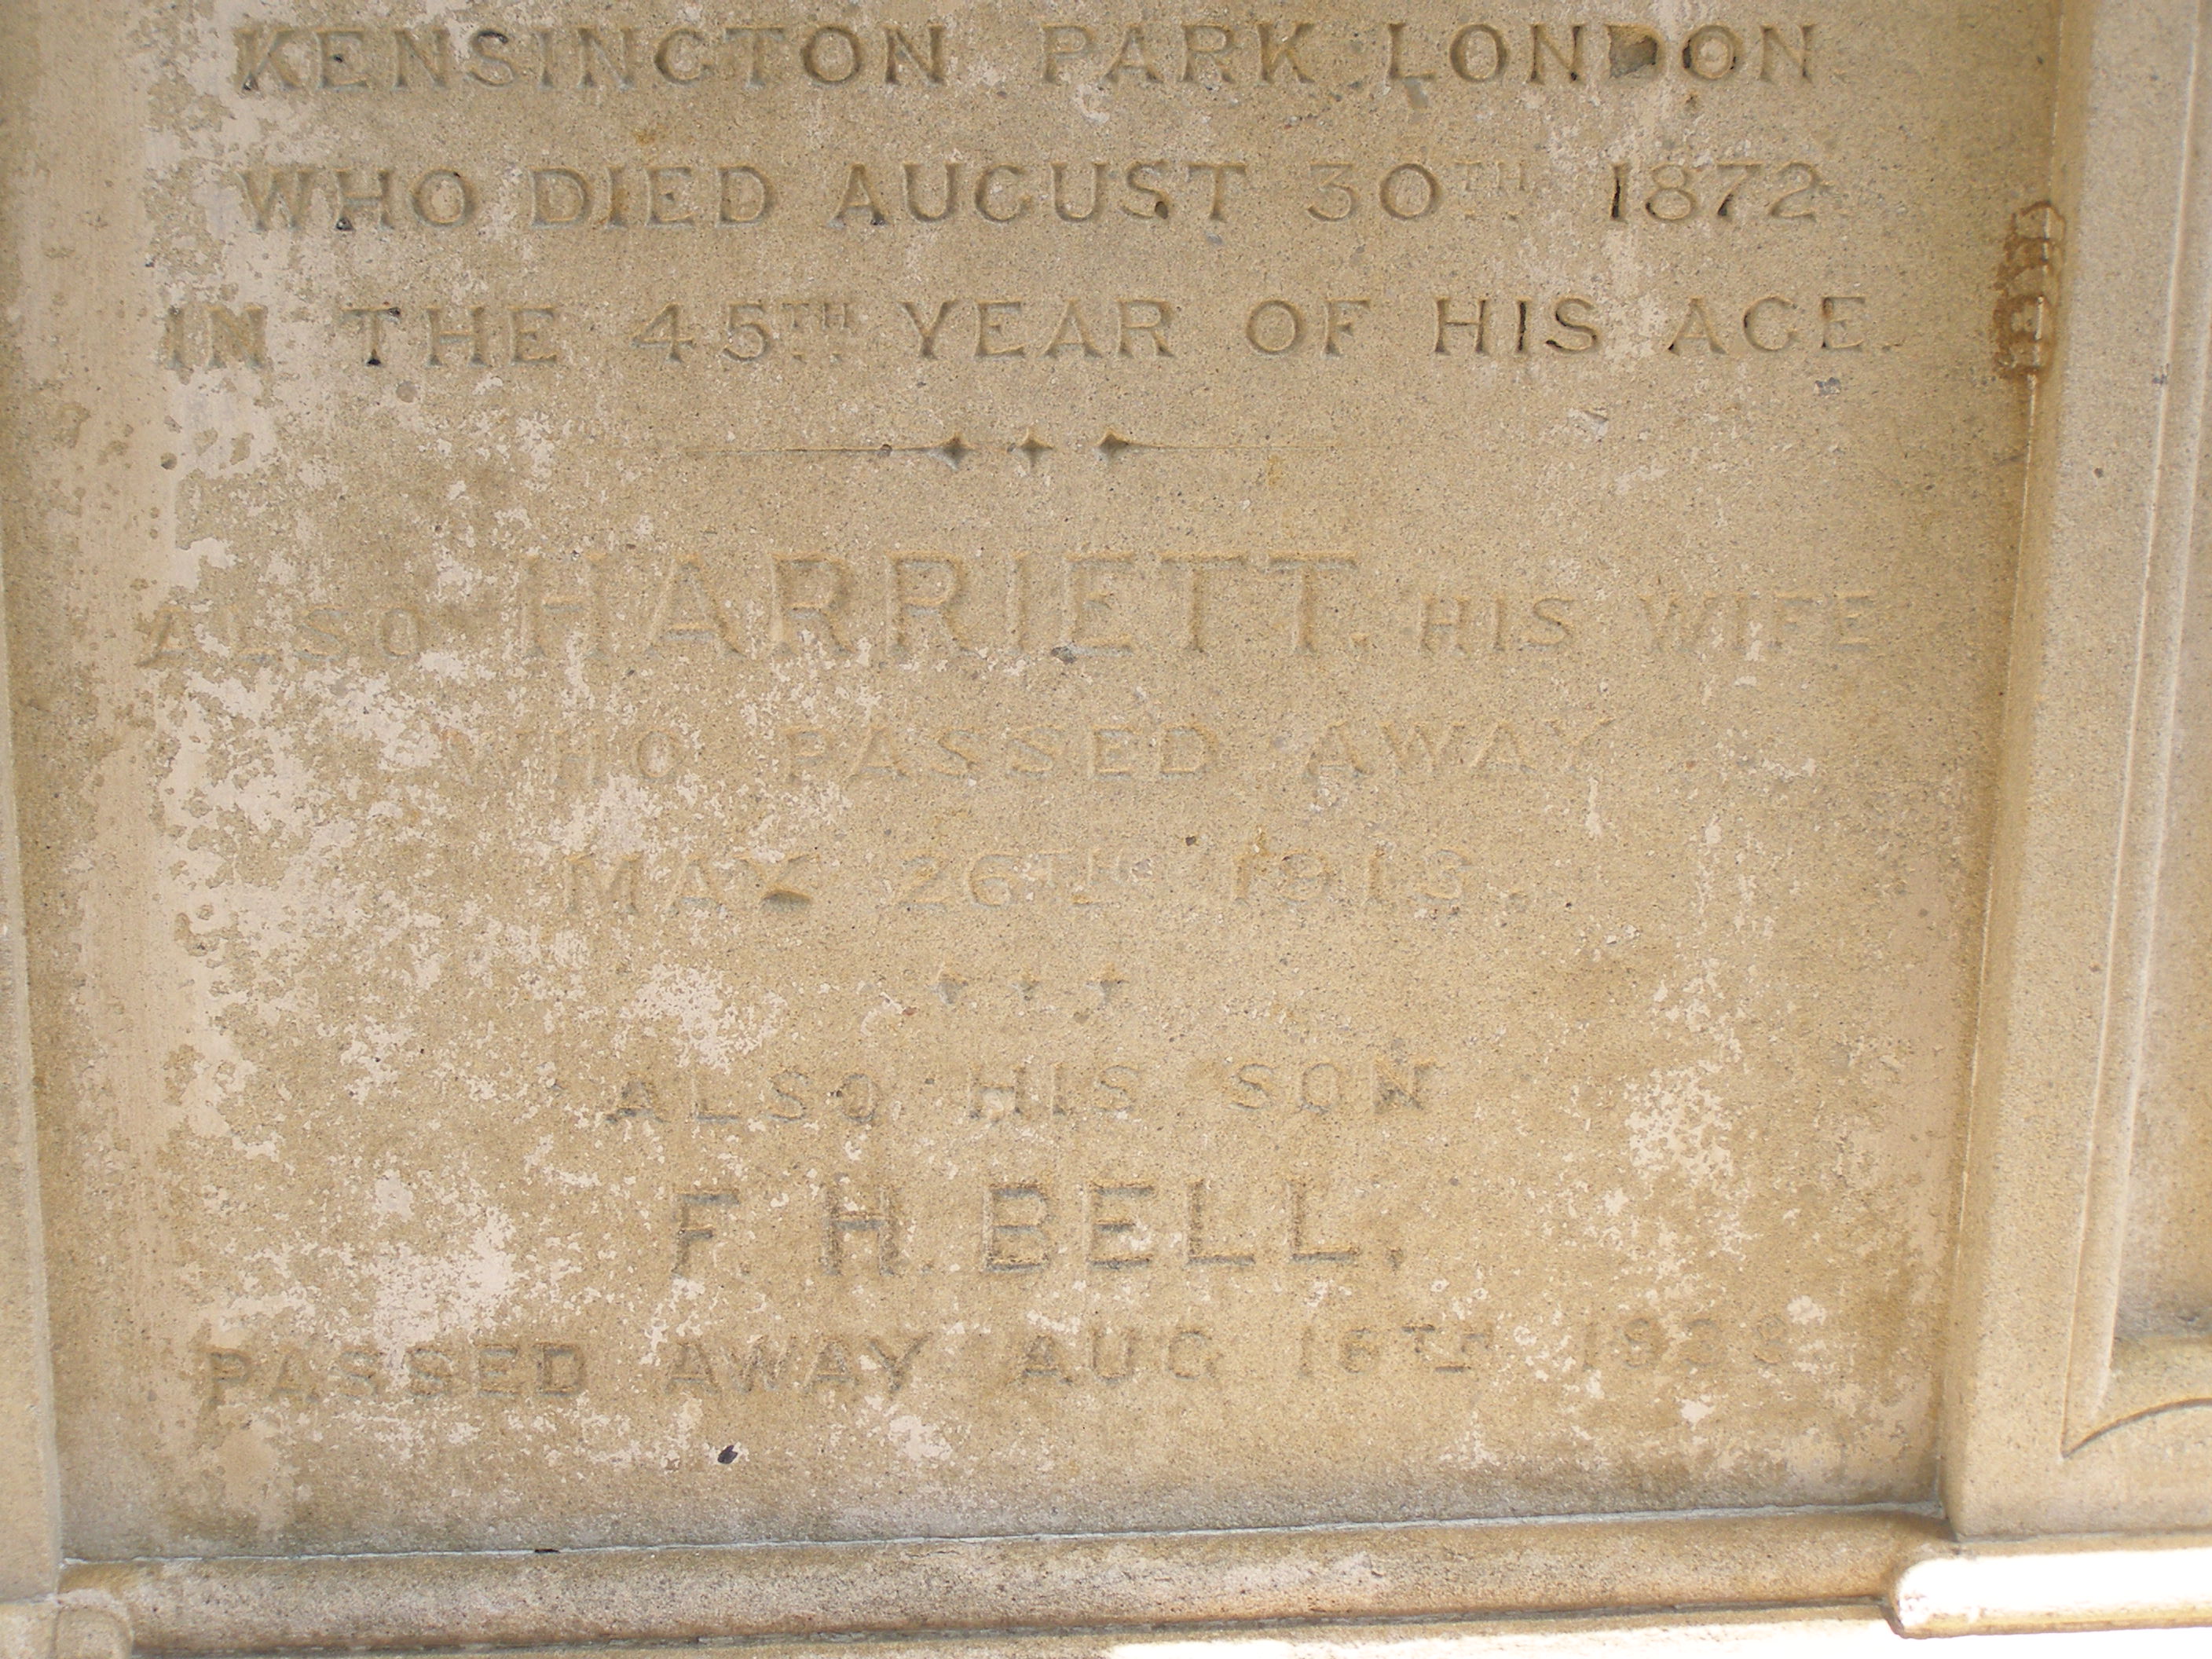 KENSINGTON PARK LONDON
WHO DIED AUGUST 30TH 1872
IN THE 45TH YEAR OF HIS AGE.
ALSO HARRIETT. HIS WIFE
WHO PASSED AWAY
MAY 26TH 1913.
ALSO HIS SON
F. H. BELL,
PASSED AWAY AUG 16TH